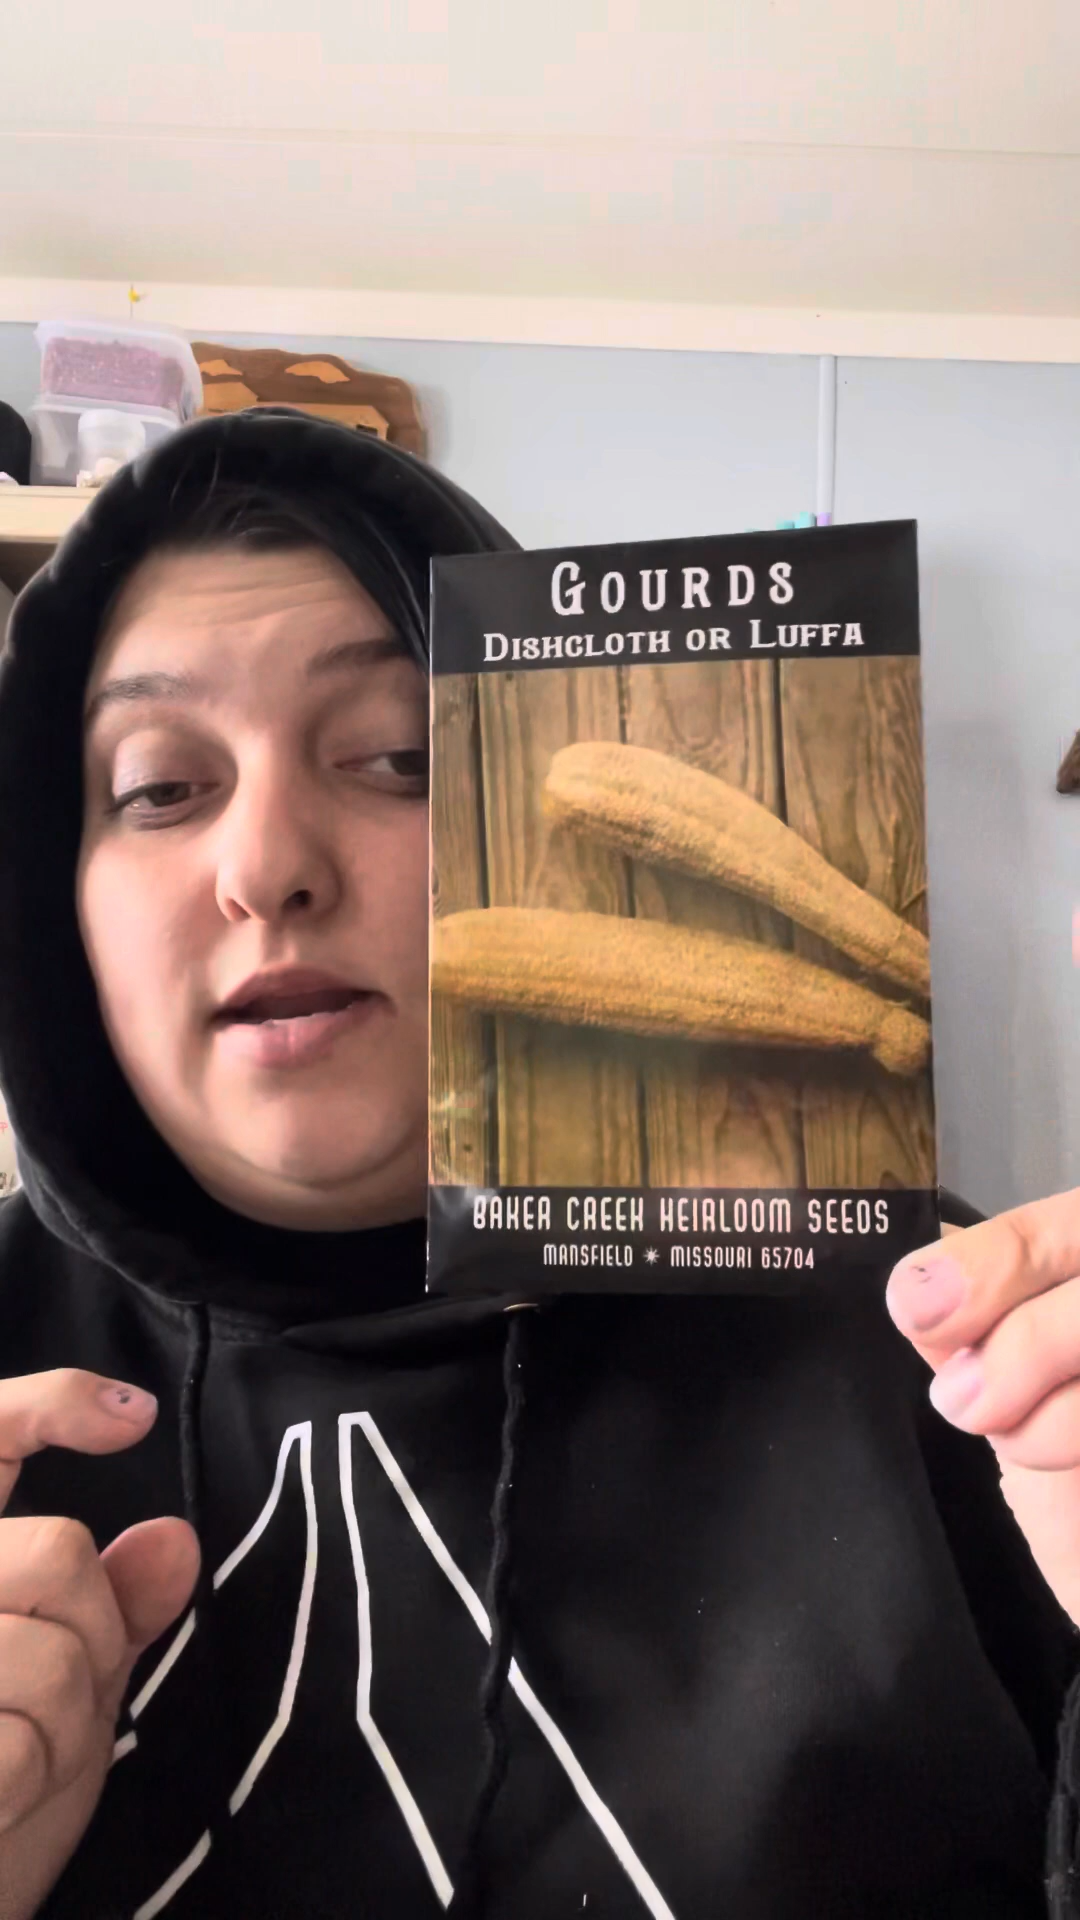 GOURDS
DISHCLOTH OR LUFFA
BAKER CREEK HEIRLOOM SEEDS
MANSFIELD ✷ MISSOURI 65704